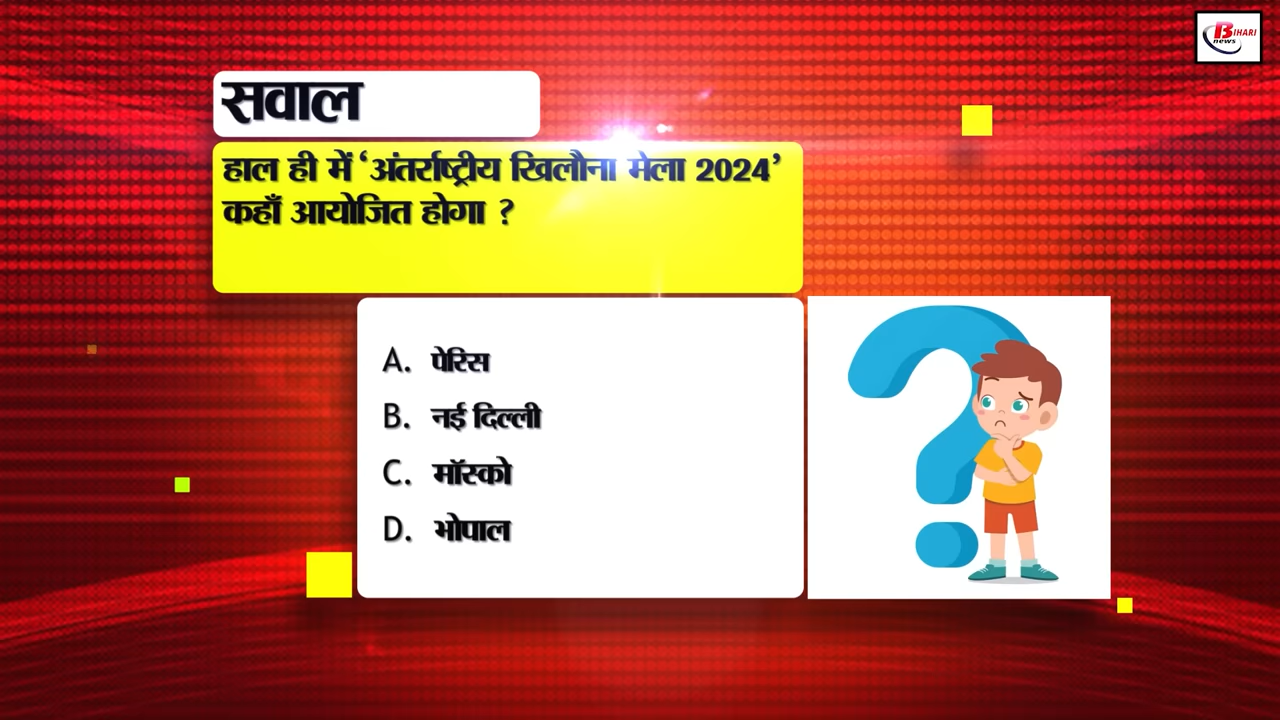 BIHARI
news
सवाल
हाल ही में ‘अंतर्राष्ट्रीय खिलौना मेला 2024’
कहाँ आयोजित होगा ?
A. पेरिस
B. नई दिल्ली
C. मॉस्को
D. भोपाल